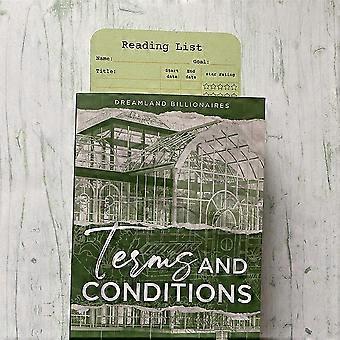 Reading List
Name: Goal:
Title: Start date: End date star rating
DREAMLAND BILLIONAIRES
Terms AND
CONDITIONS